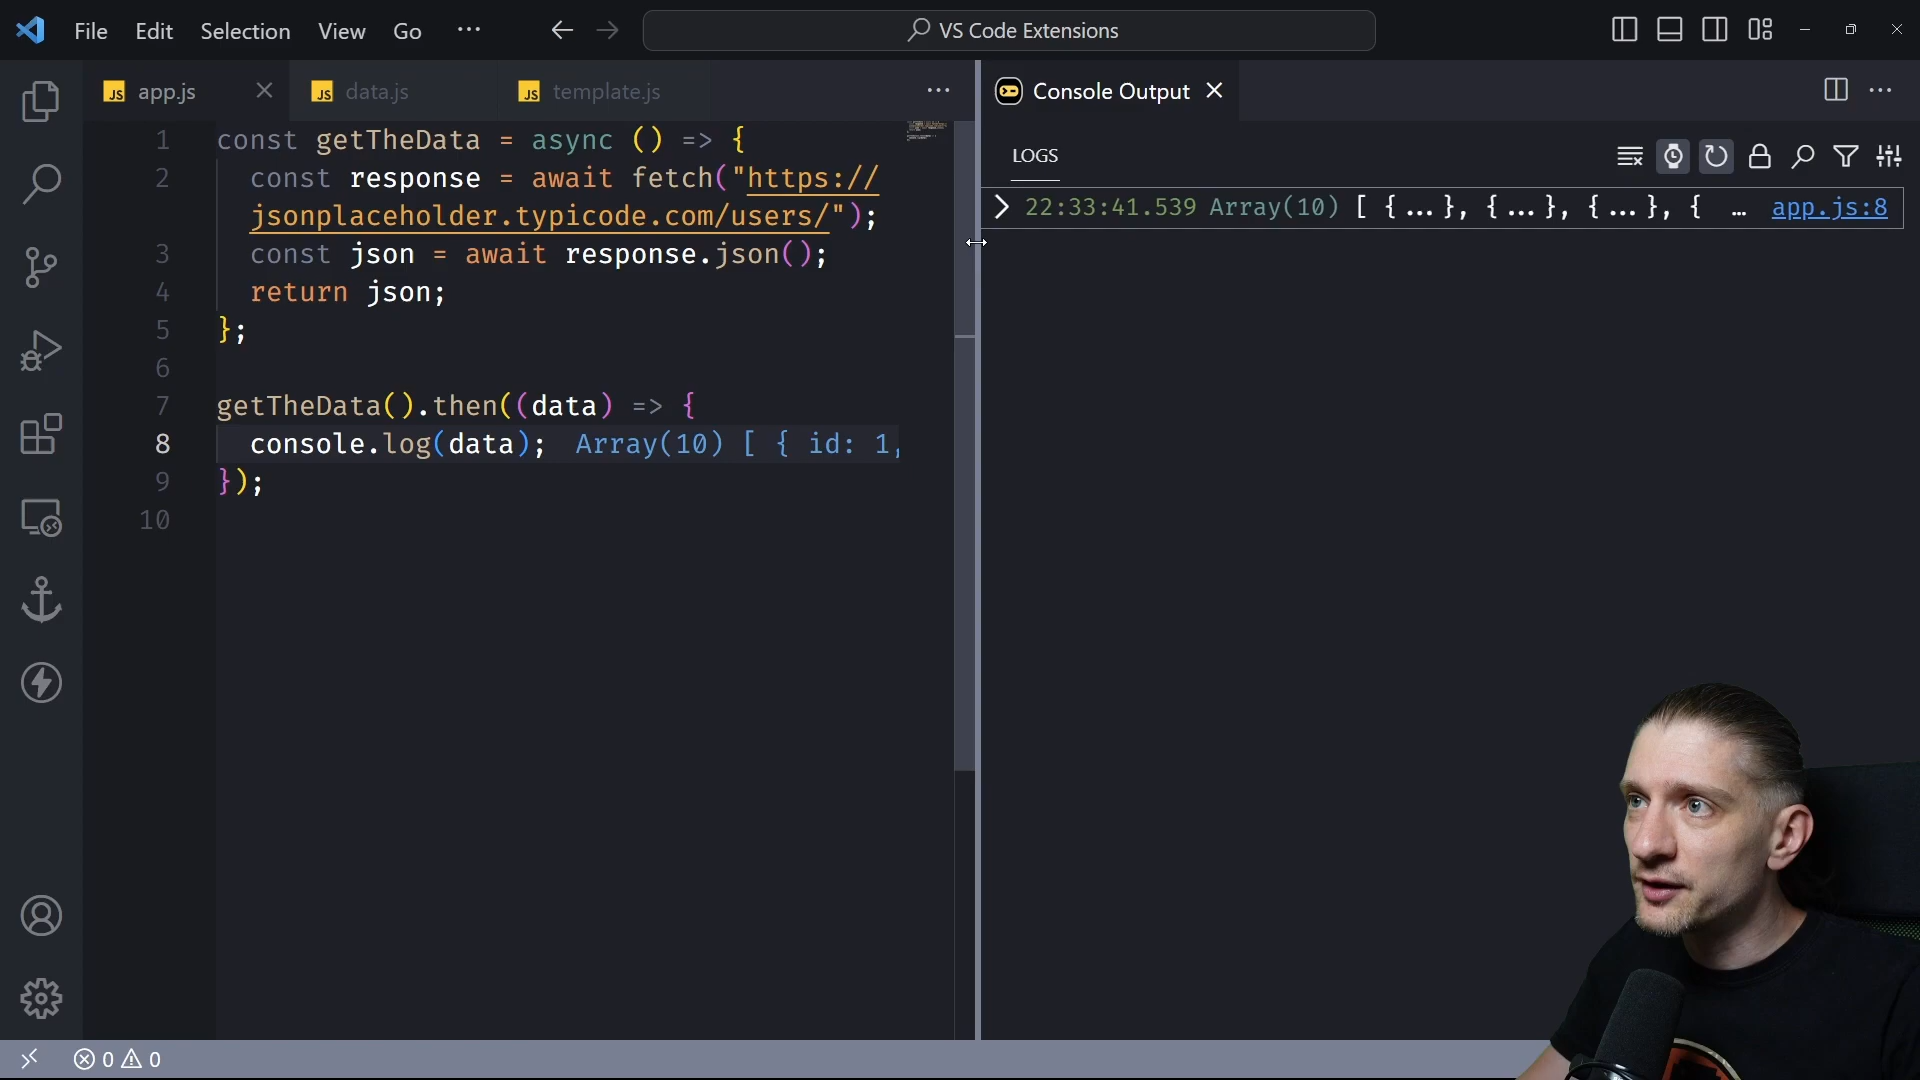 File Edit Selection View Go ...
VS Code Extensions
JS app.js
JS data.js
JS template.js
Console Output
LOGS
22:33:41.539 Array(10) [ {...}, {...}, {...}, { ... app.js:8
1 const getTheData = async () => {
2 const response = await fetch("https://
jsonplaceholder.typicode.com/users/");
3 const json = await response.json();
4 return json;
5 };
6
7 getTheData().then((data) => {
8 console.log(data); Array(10) [ { id: 1,
9 });
10
0 0